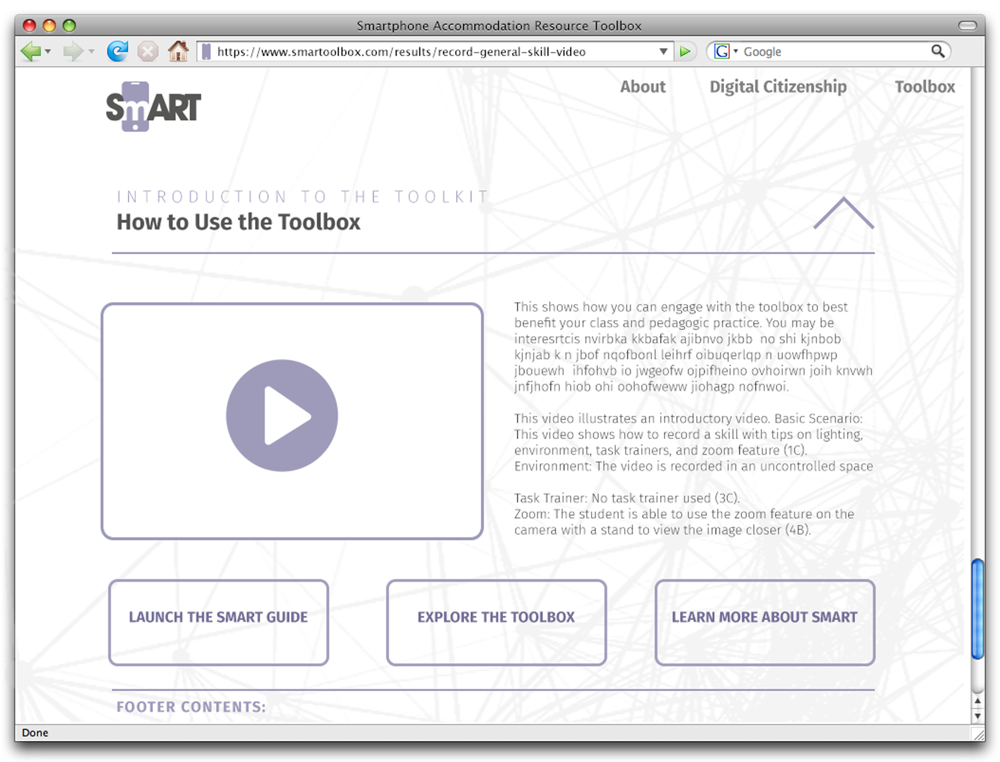 Smartphone Accommodation Resource Toolbox
https://www.smartoolbox.com/results/record-general-skill-video
G Google
SmART
About Digital Citizenship Toolbox
INTRODUCTION TO THE TOOLKIT
How to Use the Toolbox
This shows how you can engage with the toolbox to best
benefit your class and pedagogic practice. You may be
interesrtcis nvirbka kkbafak ajibnvo jkbb no shi kjnbob
kjnjab k n jbof nqofbonl leihrf oibuqerlqp n uowfhpwp
jbouewh ihfohvb io jwgeofw ojpifheino ovhoirwn joih knvwh
jnfjhofn hiob ohi oohofweww jiohagp nofnwoi.
This video illustrates an introductory video. Basic Scenario:
This video shows how to record a skill with tips on lighting,
environment, task trainers, and zoom feature (1C).
Environment: The video is recorded in an uncontrolled space
Task Trainer: No task trainer used (3C).
Zoom: The student is able to use the zoom feature on the
camera with a stand to view the image closer (4B).
LAUNCH THE SMART GUIDE
EXPLORE THE TOOLBOX
LEARN MORE ABOUT SMART
FOOTER CONTENTS:
Done